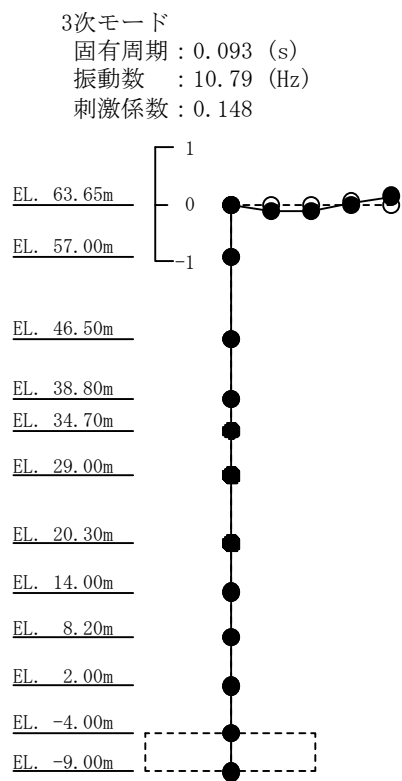 3次モード
固有周期：0.093 (s)
振動数　：10.79 (Hz)
刺激係数：0.148
1
EL. 63.65m
0
EL. 57.00m
-1
EL. 46.50m
EL. 38.80m
EL. 34.70m
EL. 29.00m
EL. 20.30m
EL. 14.00m
EL. 8.20m
EL. 2.00m
EL. -4.00m
EL. -9.00m